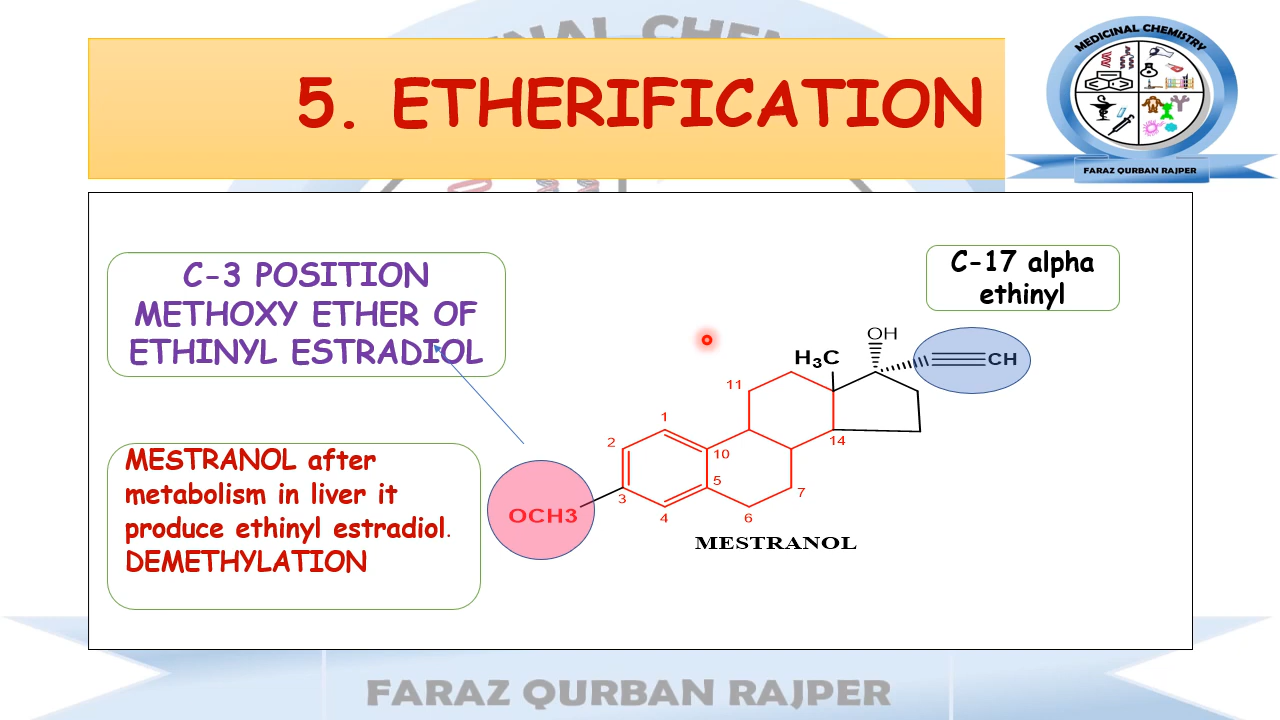 5. ETHERIFICATION
MEDICINAL CHEMISTRY
FARAZ QURBAN RAJPER
C-3 POSITION
METHOXY ETHER OF
ETHINYL ESTRADIOL
C-17 alpha
ethinyl
MESTRANOL after
metabolism in liver it
produce ethinyl estradiol.
DEMETHYLATION
OH
H3C
CH
11
1
2
10
14
5
3
4
6
7
OCH3
MESTRANOL
FARAZ QURBAN RAJPER